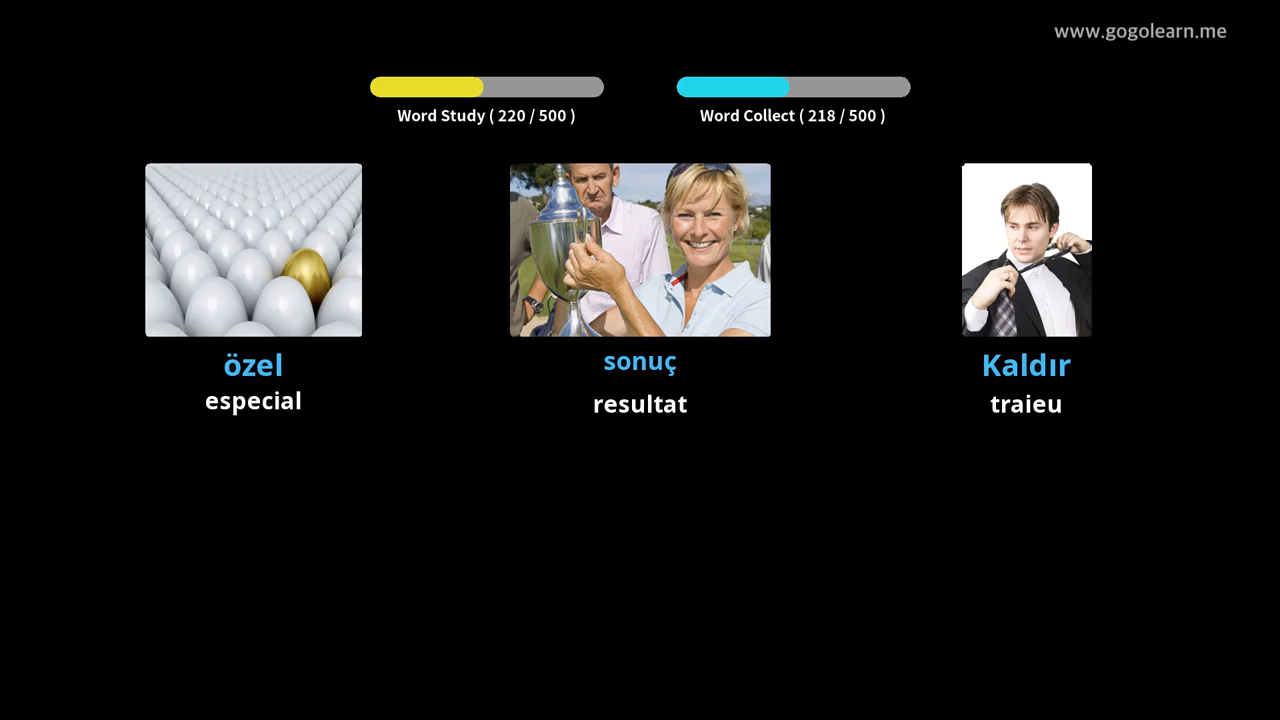 www.gogolearn.me
Word Study ( 220 / 500 )
Word Collect ( 218 / 500 )
özel
especial
sonuç
resultat
Kaldır
traieu